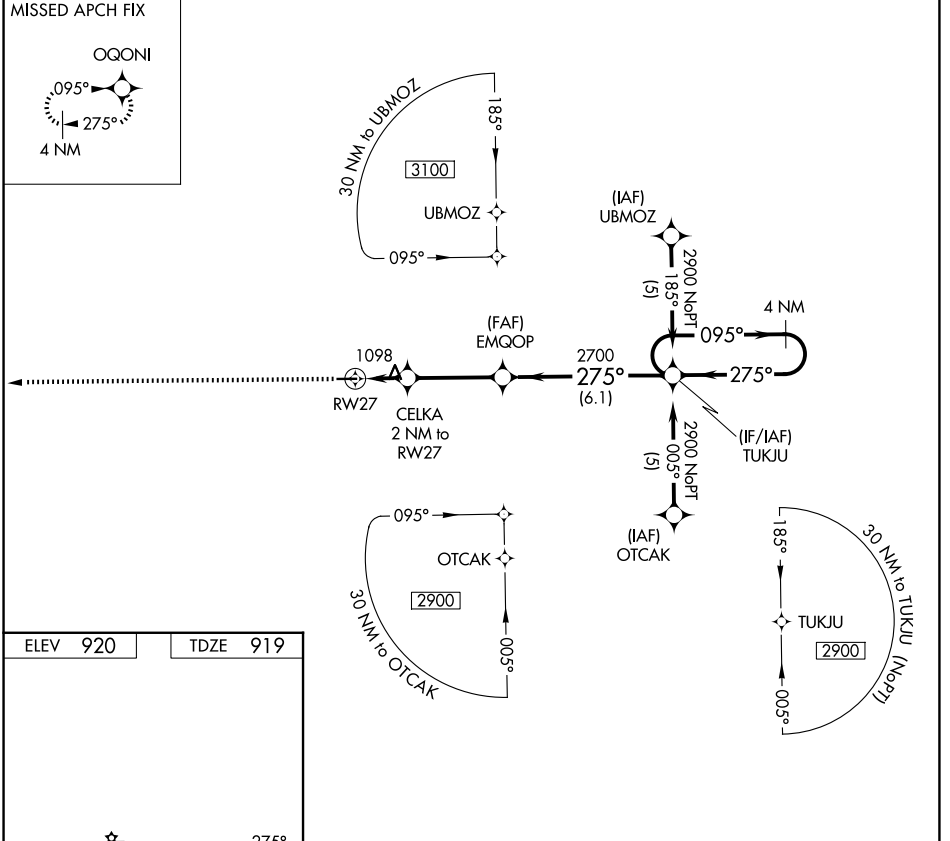 MISSED APCH FIX
OQONI
095°
275°
4 NM
30 NM to UBMOZ
185°
3100
UBMOZ
095°
(IAF)
UBMOZ
2900 NoPT
185°
(5)
4 NM
095°
275°
(FAF)
EMQOP
2700
275°
(6.1)
1098
RW27
CELKA
2 NM to
RW27
(IF/IAF)
TUKJU
2900 NoPT
005°
(5)
(IAF)
OTCAK
095°
OTCAK
2900
005°
30 NM to OTCAK
185°
TUKJU
2900
005°
30 NM to TUKJU (NoPT)
ELEV 920
TDZE 919
275°